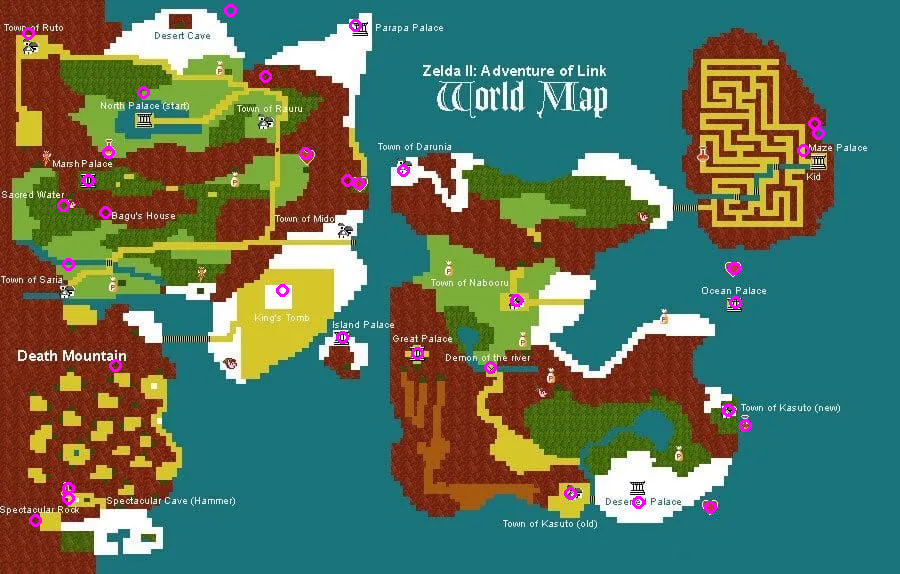 Town of Ruto
Desert Cave
Parapa Palace
Zelda II: Adventure of Link
World Map
North Palace (start)
Town of Rauru
Town of Darunia
Maze Palace
Marsh Palace
Kid
Sacred Water
Bagu's House
Town of Mido
Town of Saria
Town of Nabooru
Ocean Palace
King's Tomb
Island Palace
Great Palace
Death Mountain
Demon of the river
Town of Kasuto (new)
Spectacular Cave (Hammer)
Spectacular Rock
Town of Kasuto (old)